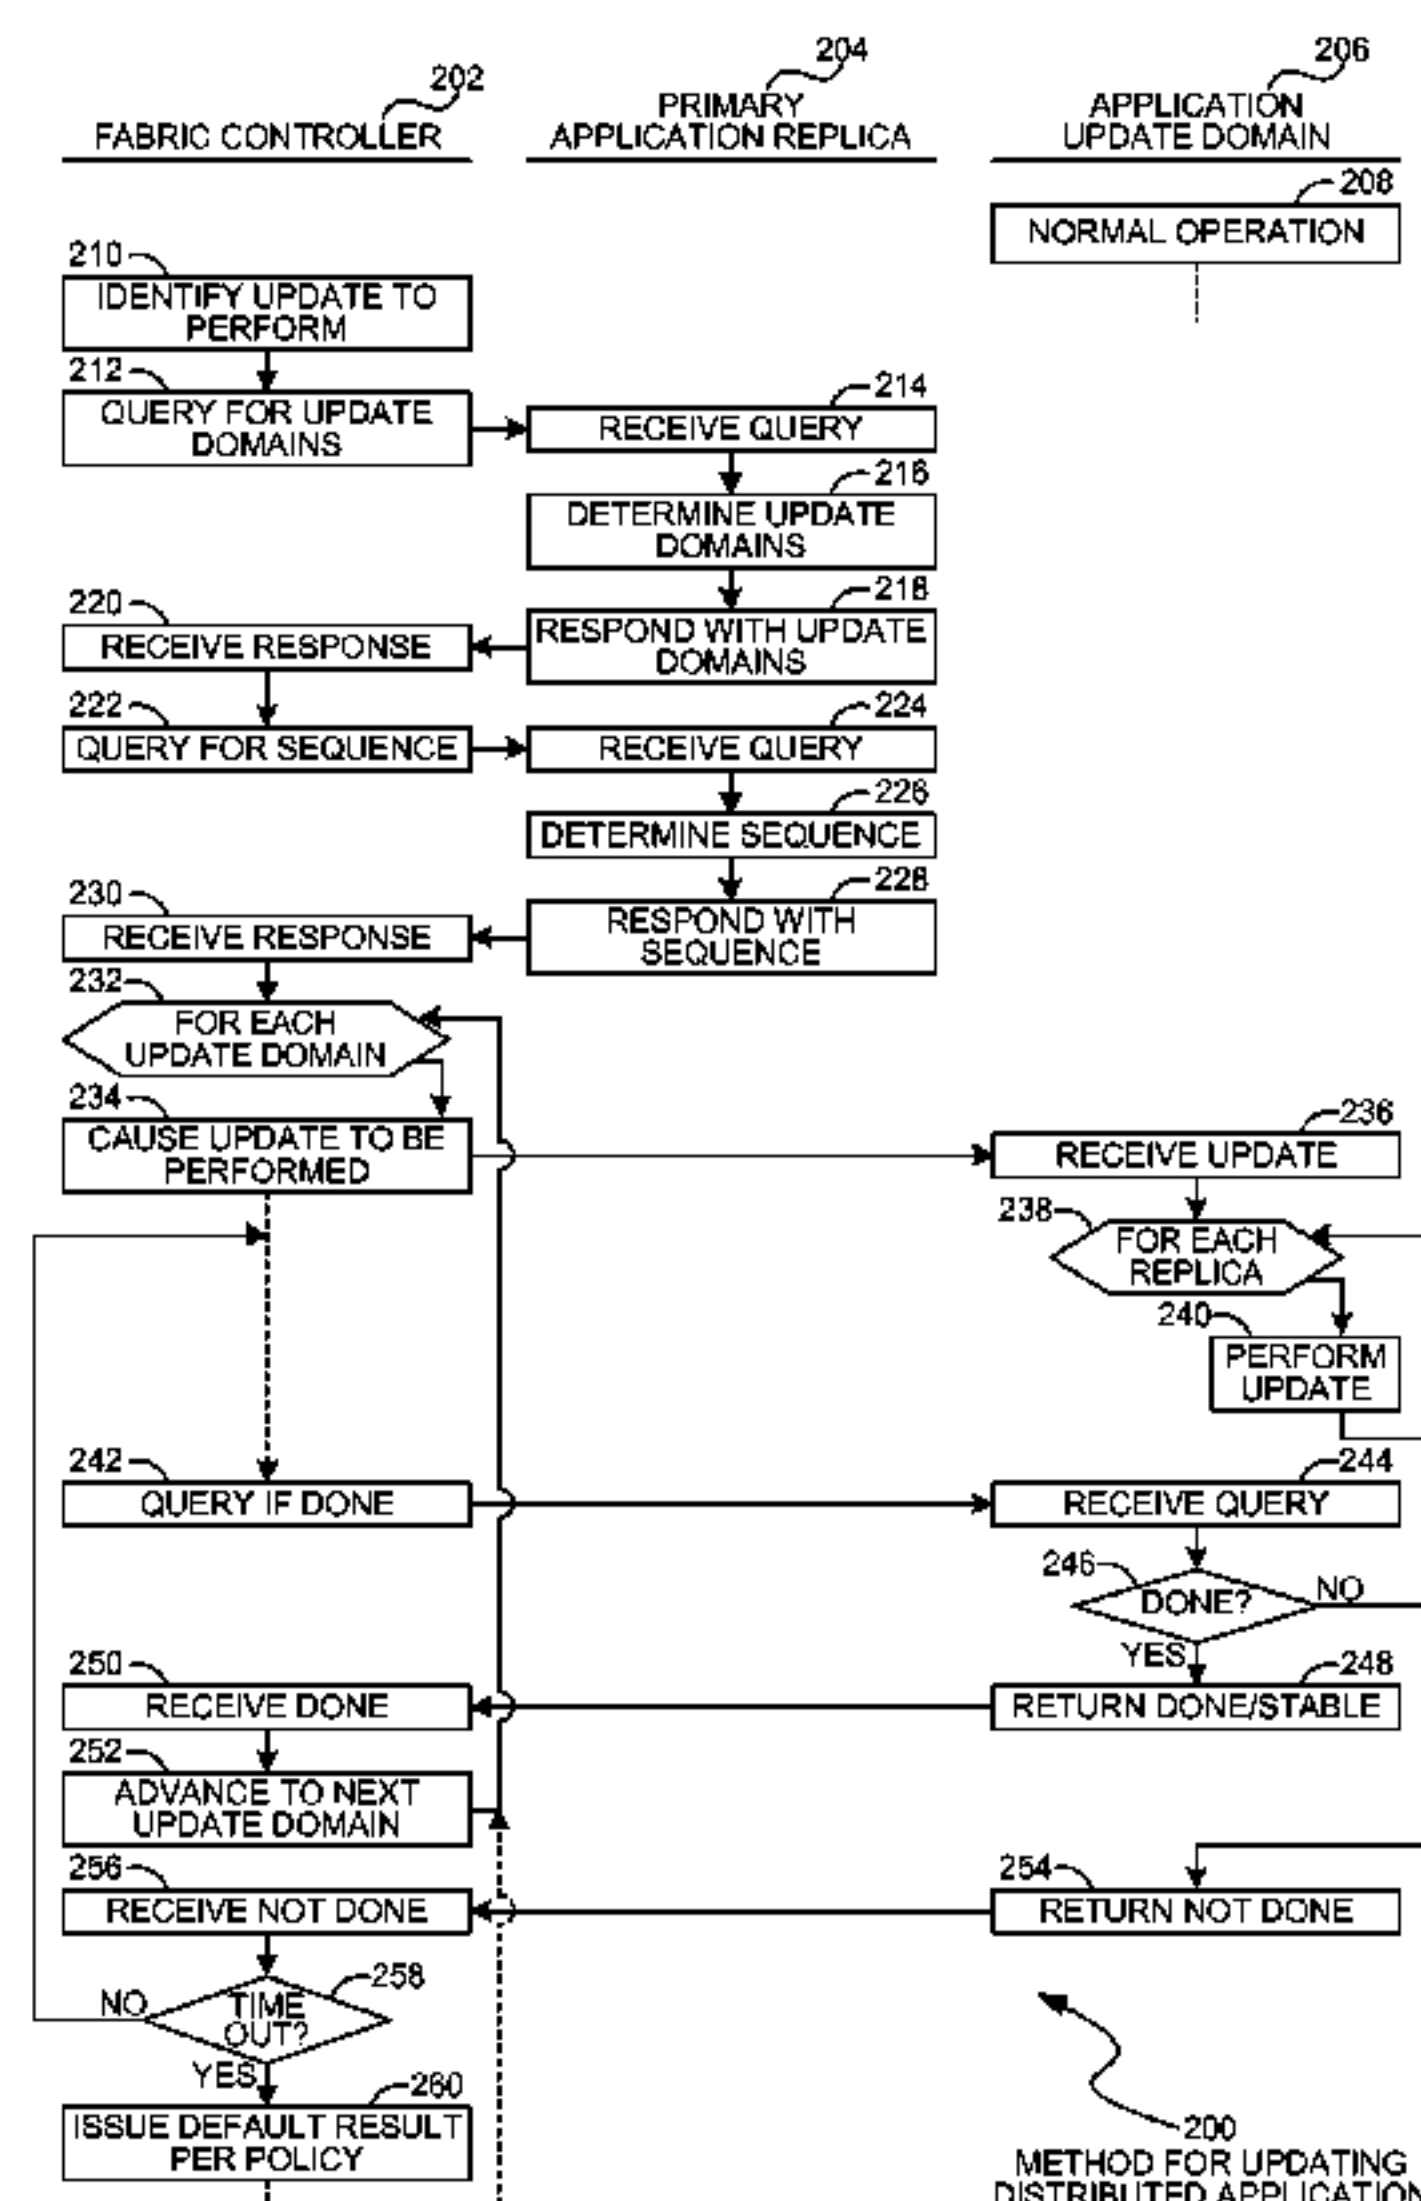 202
FABRIC CONTROLLER
204
PRIMARY
APPLICATION REPLICA
206
APPLICATION
UPDATE DOMAIN
208
NORMAL OPERATION
210
IDENTIFY UPDATE TO
PERFORM
212
QUERY FOR UPDATE
DOMAINS
214
RECEIVE QUERY
216
DETERMINE UPDATE
DOMAINS
218
RESPOND WITH UPDATE
DOMAINS
220
RECEIVE RESPONSE
222
QUERY FOR SEQUENCE
224
RECEIVE QUERY
226
DETERMINE SEQUENCE
228
RESPOND WITH
SEQUENCE
230
RECEIVE RESPONSE
232
FOR EACH
UPDATE DOMAIN
234
CAUSE UPDATE TO BE
PERFORMED
236
RECEIVE UPDATE
238
FOR EACH
REPLICA
240
PERFORM
UPDATE
242
QUERY IF DONE
244
RECEIVE QUERY
246
DONE?
NO
YES
248
RETURN DONE/STABLE
250
RECEIVE DONE
252
ADVANCE TO NEXT
UPDATE DOMAIN
254
RETURN NOT DONE
256
RECEIVE NOT DONE
258
TIME
OUT?
NO
YES
260
ISSUE DEFAULT RESULT
PER POLICY
200
METHOD FOR UPDATING
DISTRIBUTED APPLICATION